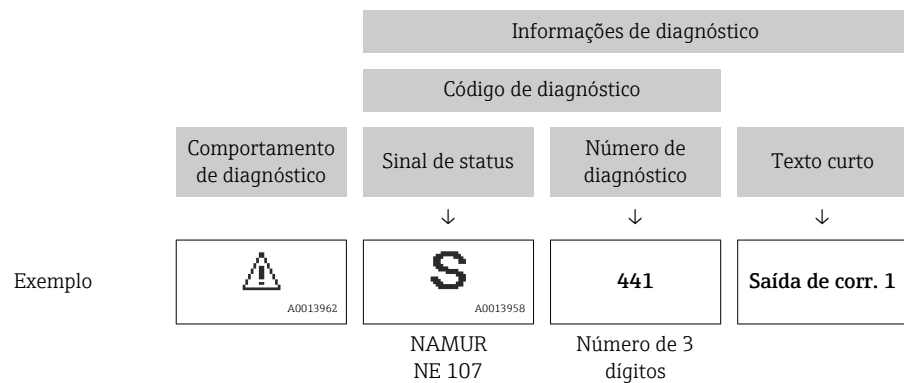 Informações de diagnóstico
Código de diagnóstico
Comportamento
de diagnóstico
Sinal de status
Número de
diagnóstico
Texto curto
Exemplo
A0013962
S
A0013958
441
Saída de corr. 1
NAMUR
NE 107
Número de 3
dígitos